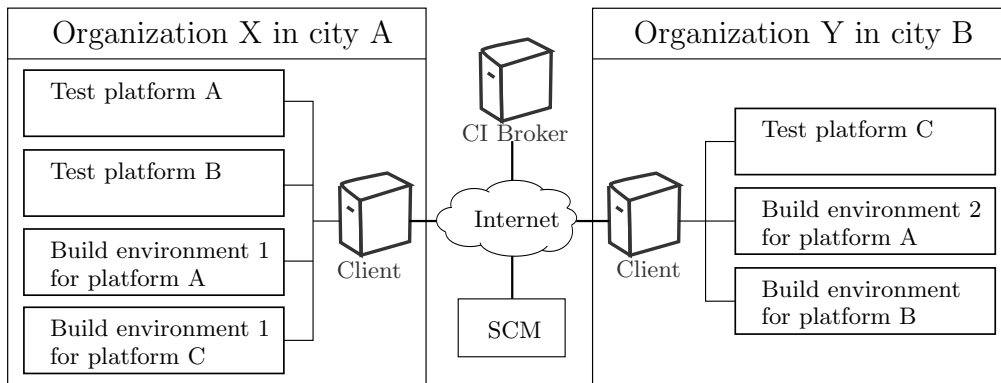 Organization X in city A
Test platform A
Test platform B
Build environment 1
for platform A
Build environment 1
for platform C
Client
CI Broker
Internet
SCM
Organization Y in city B
Client
Test platform C
Build environment 2
for platform A
Build environment
for platform B